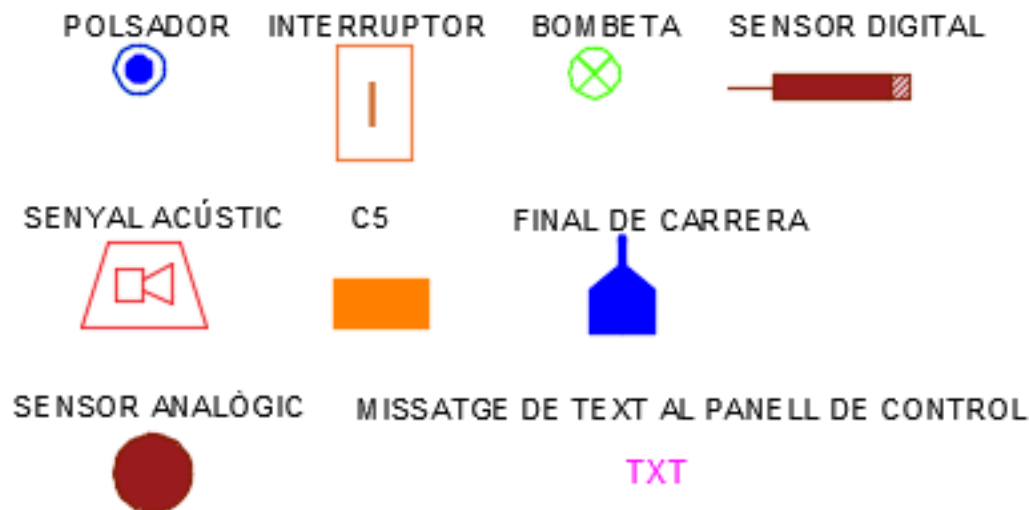 POLSADOR INTERRUPTOR BOMBETA SENSOR DIGITAL
SENYAL ACÚSTIC C5 FINAL DE CARRERA
SENSOR ANALÒGIC MISSATGE DE TEXT AL PANELL DE CONTROL
TXT